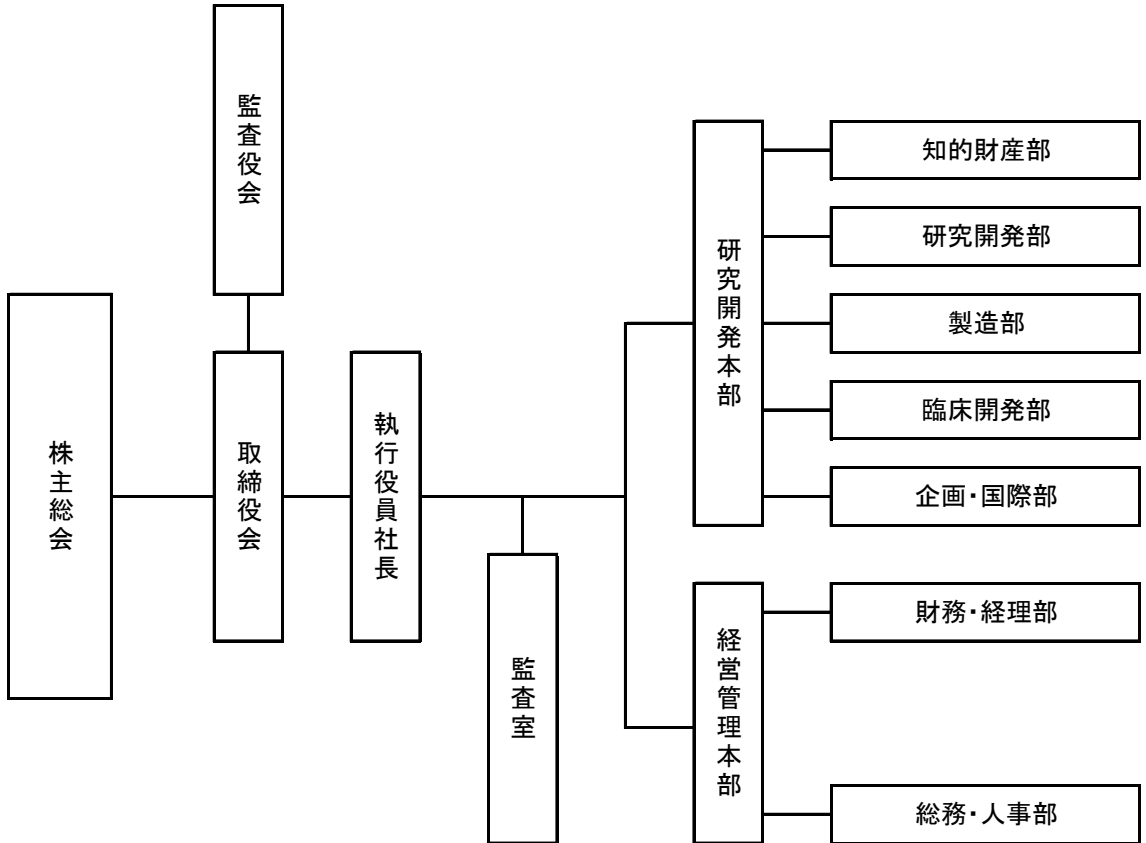 株主総会
監査役会
取締役会
執行役員社長
監査室
研究開発本部
知的財産部
研究開発部
製造部
臨床開発部
企画・国際部
経営管理本部
財務・経理部
総務・人事部